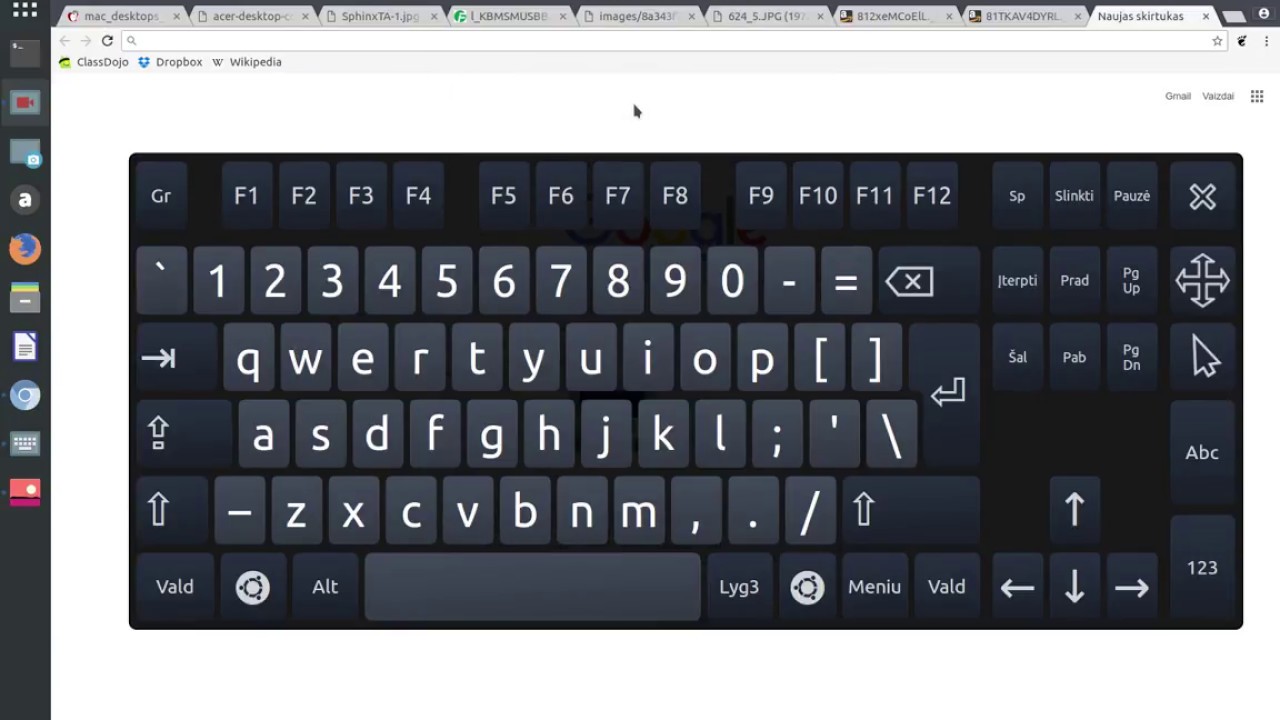 mac_desktops_ acer-desktop-c SphinxTA-1.jpg l_KBMSMUSBB images/8a343f 624_5.JPG (197 812xeMCoElL. 81TKAV4DYRL. Naujas skirtukas
ClassDojo Dropbox W Wikipedia
Gmail Vaizdai
Gr F1 F2 F3 F4 F5 F6 F7 F8 F9 F10 F11 F12 Sp Slinkti Pauzė
Google
` 1 2 3 4 5 6 7 8 9 0 - = Įterpti Prad Pg Up
q w e r t y u i o p [ ] Šal Pab Pg Dn
a s d f g h j k l ; ' \ Abc
– z x c v b n m , . /
Vald Alt Lyg3 Meniu Vald 123